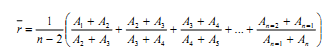 r̄ = 1/(n−2) ( (A₁ + A₂)/(A₂ + A₃) + (A₂ + A₃)/(A₃ + A₄) + (A₃ + A₄)/(A₄ + A₅) + ... + (Aₙ₌₂ + Aₙ₌₁)/(Aₙ₌₁ + Aₙ) )